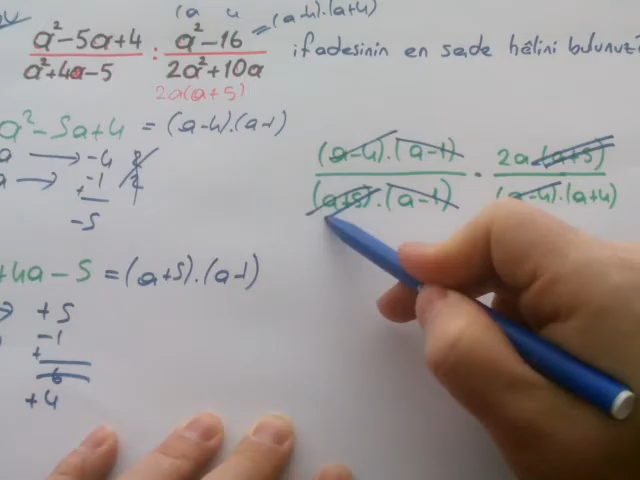 (a 4
= (a-4).(a+4)
a²-5a+4 / a²+4a-5 : a²-16 / 2a²+10a ifadesinin en sade hâlini bulunuz?
2a(a+5)
a²-5a+4 = (a-4).(a-1)
a → -4
a → -1
+
-5
(a-4).(a-1) / (a+5).(a-1) . 2a.(a+5) / (a-4).(a+4)
+4a-5 = (a+5).(a-1)
→ +5
-1
+
6
+4